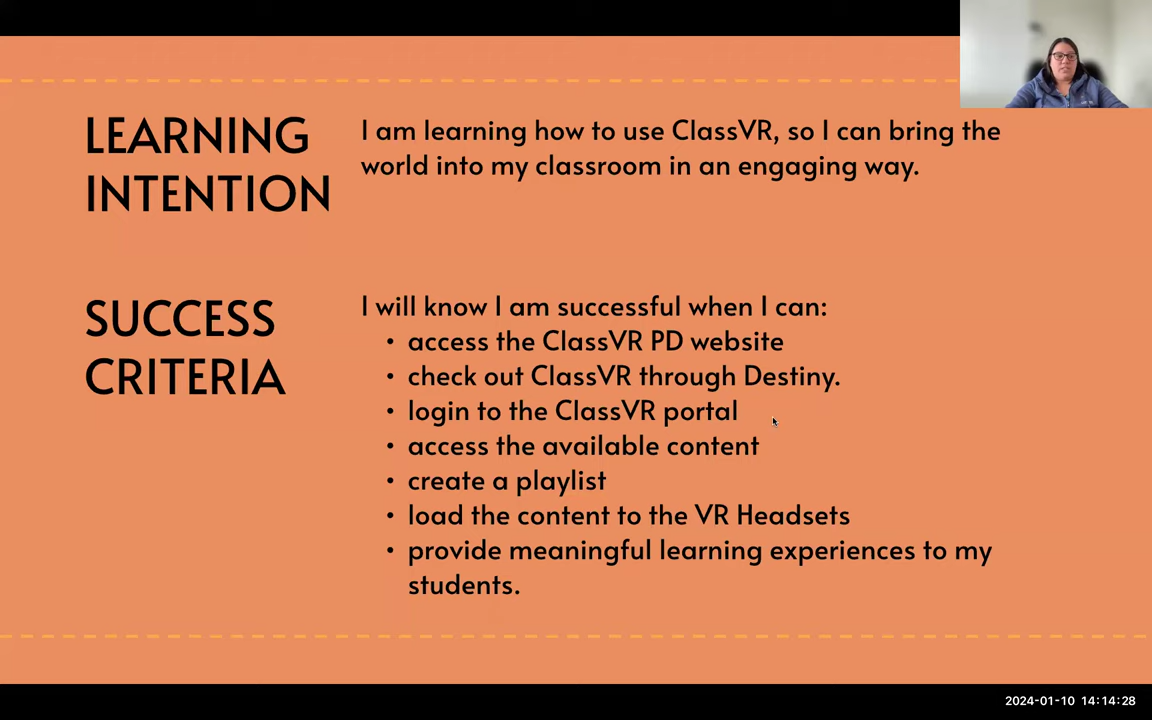 LEARNING
INTENTION
I am learning how to use ClassVR, so I can bring the
world into my classroom in an engaging way.
SUCCESS
CRITERIA
I will know I am successful when I can:
• access the ClassVR PD website
• check out ClassVR through Destiny.
• login to the ClassVR portal
• access the available content
• create a playlist
• load the content to the VR Headsets
• provide meaningful learning experiences to my
students.
2024-01-10 14:14:28